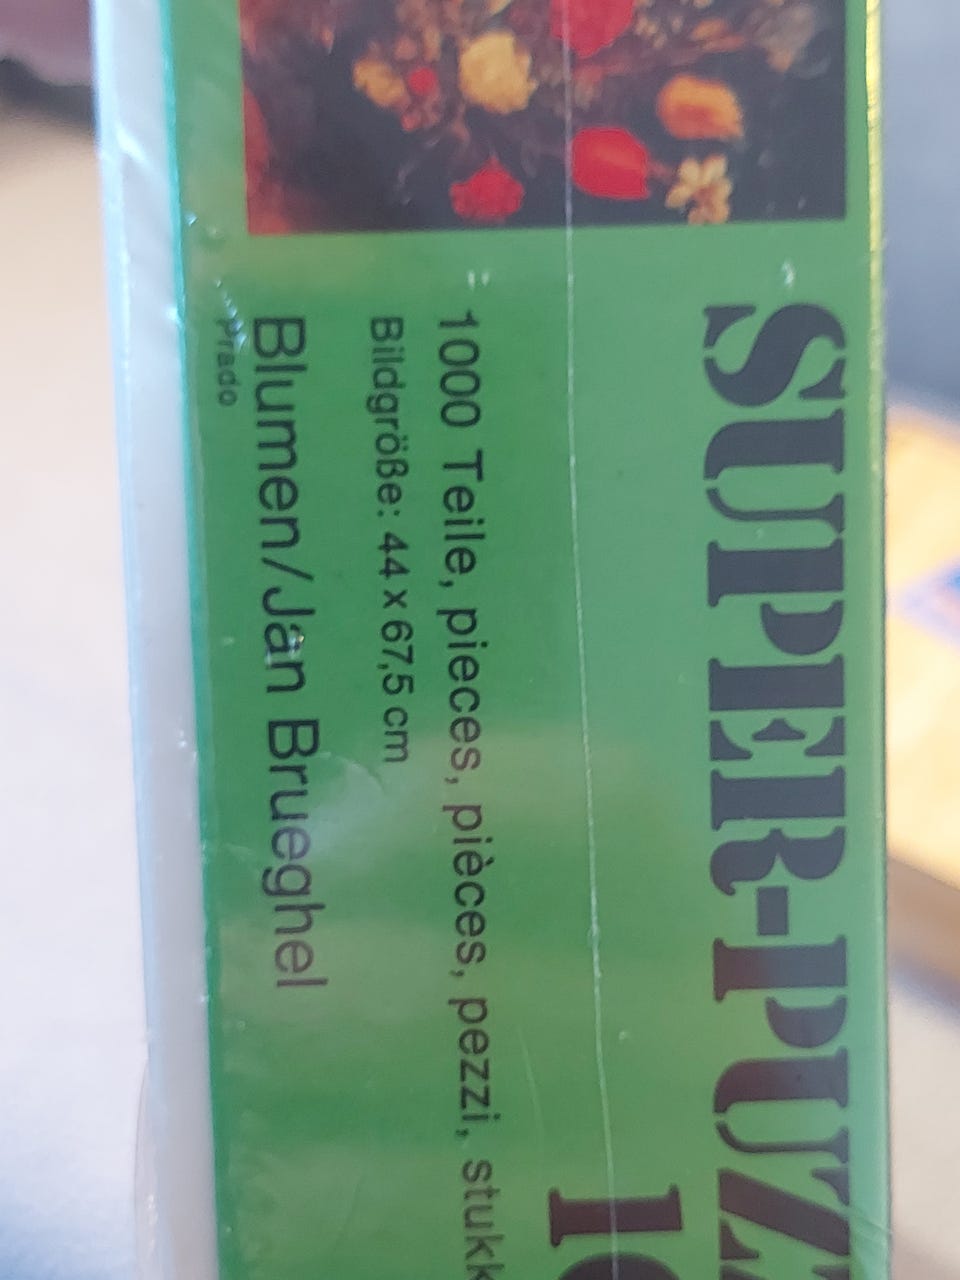 SUPER-PUZ
10
1000 Teile, pieces, pièces, pezzi, stukk
Bildgröße: 44 x 67,5 cm
Blumen/Jan Brueghel
Prado